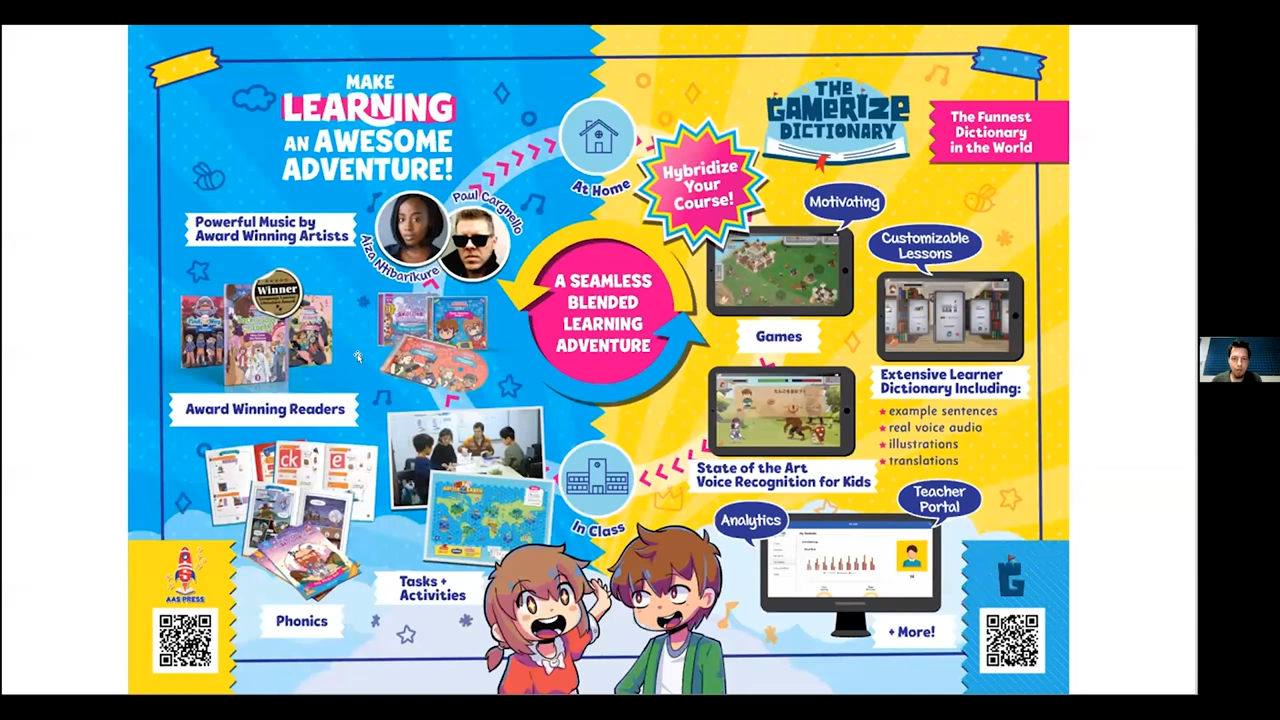 MAKE
LEARNING
AN AWESOME
ADVENTURE!
Powerful Music by
Award Winning Artists
Aiza Ntibarikure
Paul Cargnello
Winner
Award Winning Readers
ck
e
Phonics
Tasks +
Activities
AAS PRESS
At Home
Hybridize
Your
Course!
A SEAMLESS
BLENDED
LEARNING
ADVENTURE
In Class
THE
GAMERIZE
DICTIONARY
The Funnest
Dictionary
in the World
Motivating
Games
Customizable
Lessons
Extensive Learner
Dictionary Including:
example sentences
real voice audio
illustrations
translations
State of the Art
Voice Recognition for Kids
Analytics
Teacher
Portal
+ More!
G